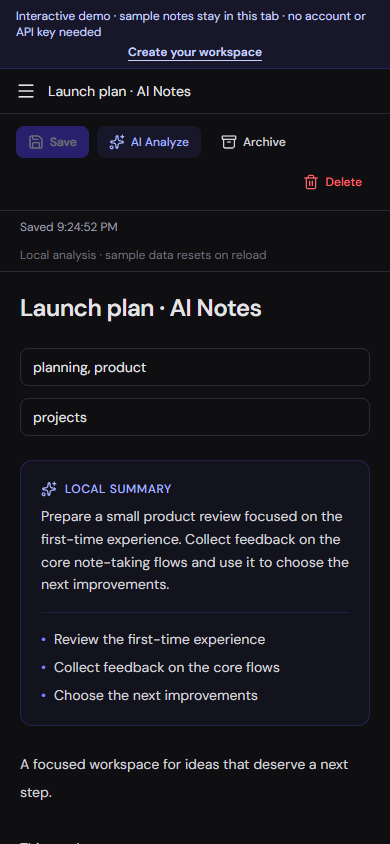 Interactive demo · sample notes stay in this tab · no account or
API key needed
Create your workspace
Launch plan · AI Notes
Save
AI Analyze
Archive
Delete
Saved 9:24:52 PM
Local analysis · sample data resets on reload
Launch plan · AI Notes
planning, product
projects
LOCAL SUMMARY
Prepare a small product review focused on the
first-time experience. Collect feedback on the
core note-taking flows and use it to choose the
next improvements.
• Review the first-time experience
• Collect feedback on the core flows
• Choose the next improvements
A focused workspace for ideas that deserve a next
step.